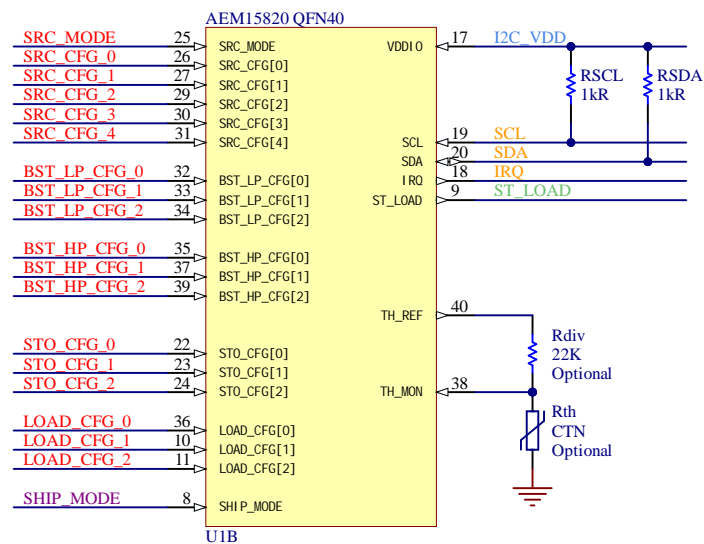 AEM15820 QFN40
SRC_MODE 25 SRC_MODE VDDIO 17 I2C_VDD
SRC_CFG_0 26 SRC_CFG[0]
SRC_CFG_1 27 SRC_CFG[1]
SRC_CFG_2 29 SRC_CFG[2]
SRC_CFG_3 30 SRC_CFG[3]
SRC_CFG_4 31 SRC_CFG[4]
RSCL
1kR
RSDA
1kR
SCL 19 SCL
SDA 20 SDA
IRQ 18 IRQ
ST_LOAD 9 ST_LOAD
BST_LP_CFG_0 32 BST_LP_CFG[0]
BST_LP_CFG_1 33 BST_LP_CFG[1]
BST_LP_CFG_2 34 BST_LP_CFG[2]
BST_HP_CFG_0 35 BST_HP_CFG[0]
BST_HP_CFG_1 37 BST_HP_CFG[1]
BST_HP_CFG_2 39 BST_HP_CFG[2]
TH_REF 40
Rdiv
22K
Optional
STO_CFG_0 22 STO_CFG[0]
STO_CFG_1 23 STO_CFG[1]
STO_CFG_2 24 STO_CFG[2]
TH_MON 38
Rth
CTN
Optional
LOAD_CFG_0 36 LOAD_CFG[0]
LOAD_CFG_1 10 LOAD_CFG[1]
LOAD_CFG_2 11 LOAD_CFG[2]
SHIP_MODE 8 SHIP_MODE
U1B